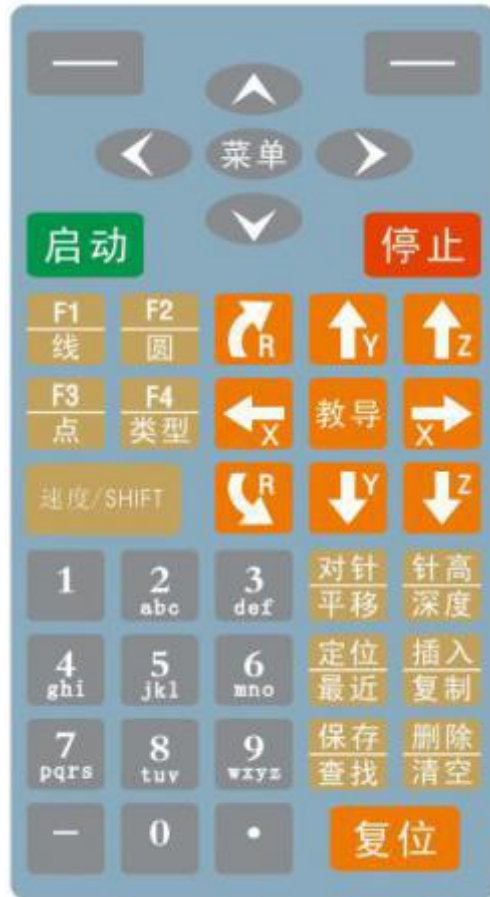 菜单
启动
停止
F1
线
F2
圆
R
Y
Z
F3
点
F4
类型
X
教导
X
速度/SHIFT
R
Y
Z
1
2
abc
3
def
对针
平移
针高
深度
4
ghi
5
jkl
6
mno
定位
最近
插入
复制
7
pqrs
8
tuv
9
wxyz
保存
查找
删除
清空
—
0
•
复位